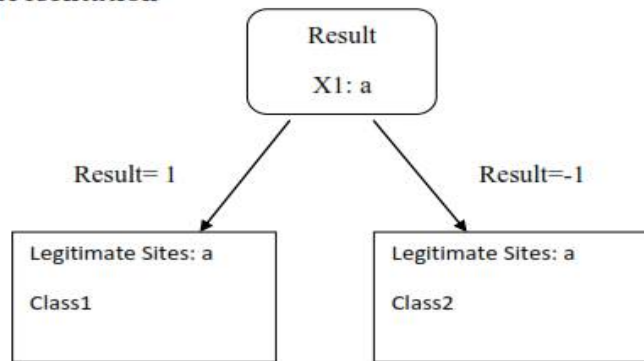 Result
X1: a
Result= 1
Result=-1
Legitimate Sites: a
Class1
Legitimate Sites: a
Class2